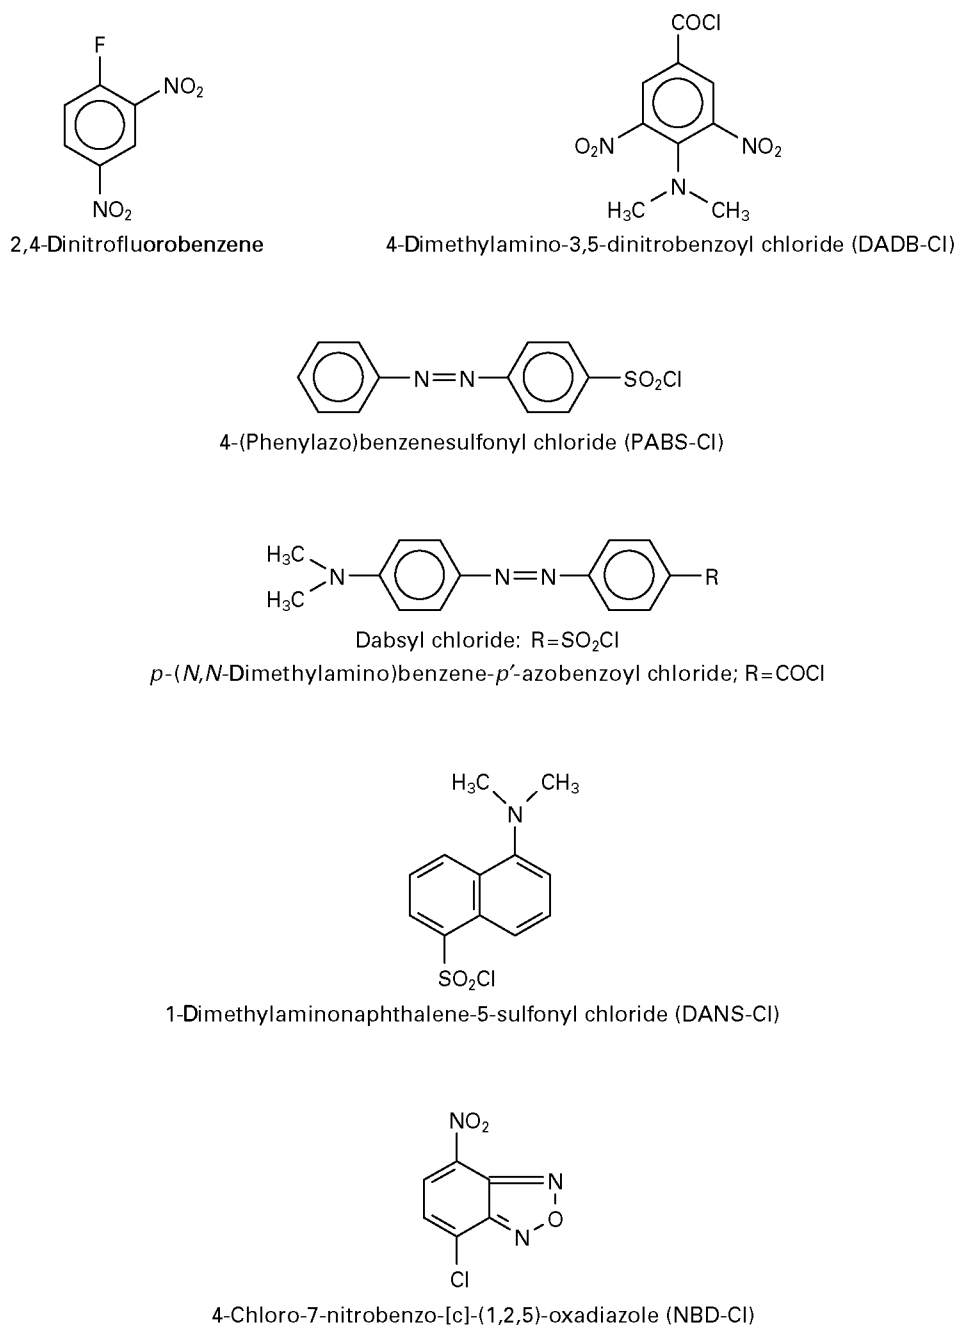 F
NO₂
NO₂
2,4-Dinitrofluorobenzene
COCl
O₂N
NO₂
N
H₃C
CH₃
4-Dimethylamino-3,5-dinitrobenzoyl chloride (DADB-Cl)
N=N
SO₂Cl
4-(Phenylazo)benzenesulfonyl chloride (PABS-Cl)
H₃C
N
H₃C
N=N
R
Dabsyl chloride: R=SO₂Cl
p-(N,N-Dimethylamino)benzene-p′-azobenzoyl chloride; R=COCl
H₃C
CH₃
N
SO₂Cl
1-Dimethylaminonaphthalene-5-sulfonyl chloride (DANS-Cl)
NO₂
N
O
N
Cl
4-Chloro-7-nitrobenzo-[c]-(1,2,5)-oxadiazole (NBD-Cl)